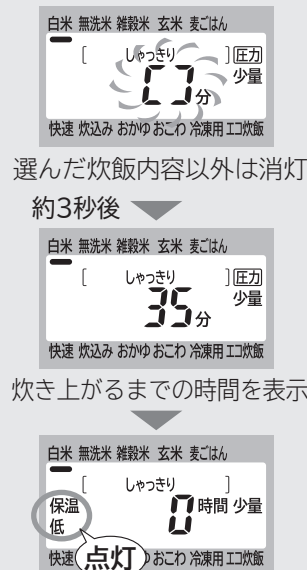 白米 無洗米 雑穀米 玄米 麦ごはん
[ しゃっきり ] 圧力
少量
分
快速 炊込み おかゆ おこわ 冷凍用 エコ炊飯
選んだ炊飯内容以外は消灯
約3秒後
白米 無洗米 雑穀米 玄米 麦ごはん
[ しゃっきり ] 圧力
少量
35分
快速 炊込み おかゆ おこわ 冷凍用 エコ炊飯
炊き上がるまでの時間を表示
白米 無洗米 雑穀米 玄米 麦ごはん
[ しゃっきり ]
保温 0時間 少量
低
快速 点灯 おこわ 冷凍用 エコ炊飯